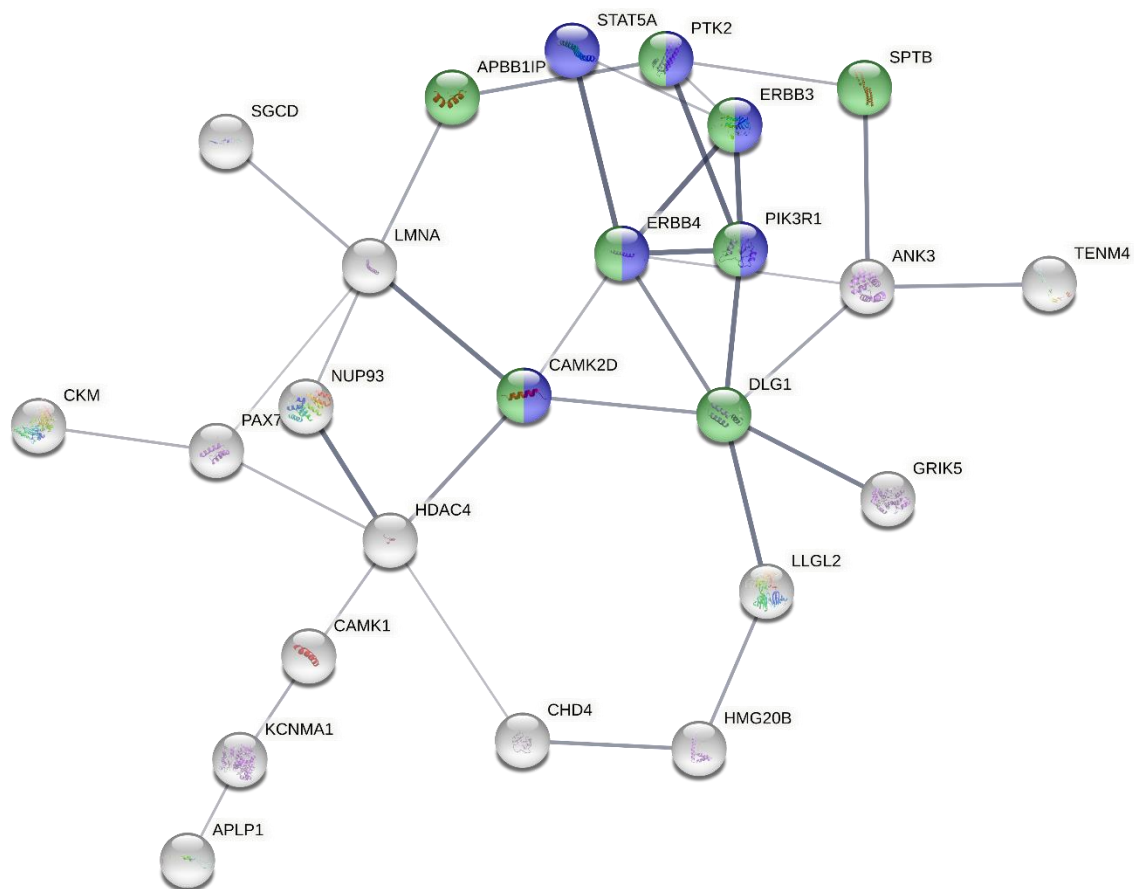 STAT5A
PTK2
APBB1IP
SPTB
ERBB3
SGCD
LMNA
ERBB4
PIK3R1
ANK3
TENM4
CAMK2D
DLG1
NUP93
CKM
PAX7
GRIK5
HDAC4
LLGL2
CAMK1
CHD4
HMG20B
KCNMA1
APLP1